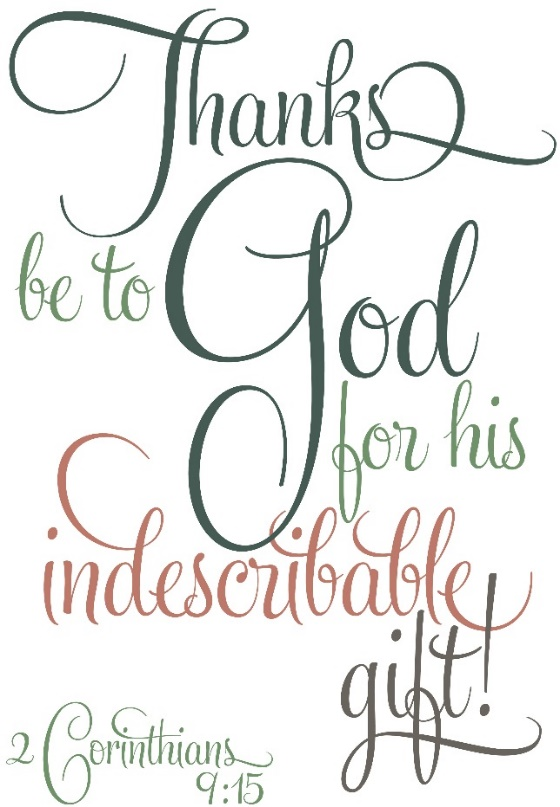 Thanks
be to God
for his
indescribable
gift!
2 Corinthians
9:15